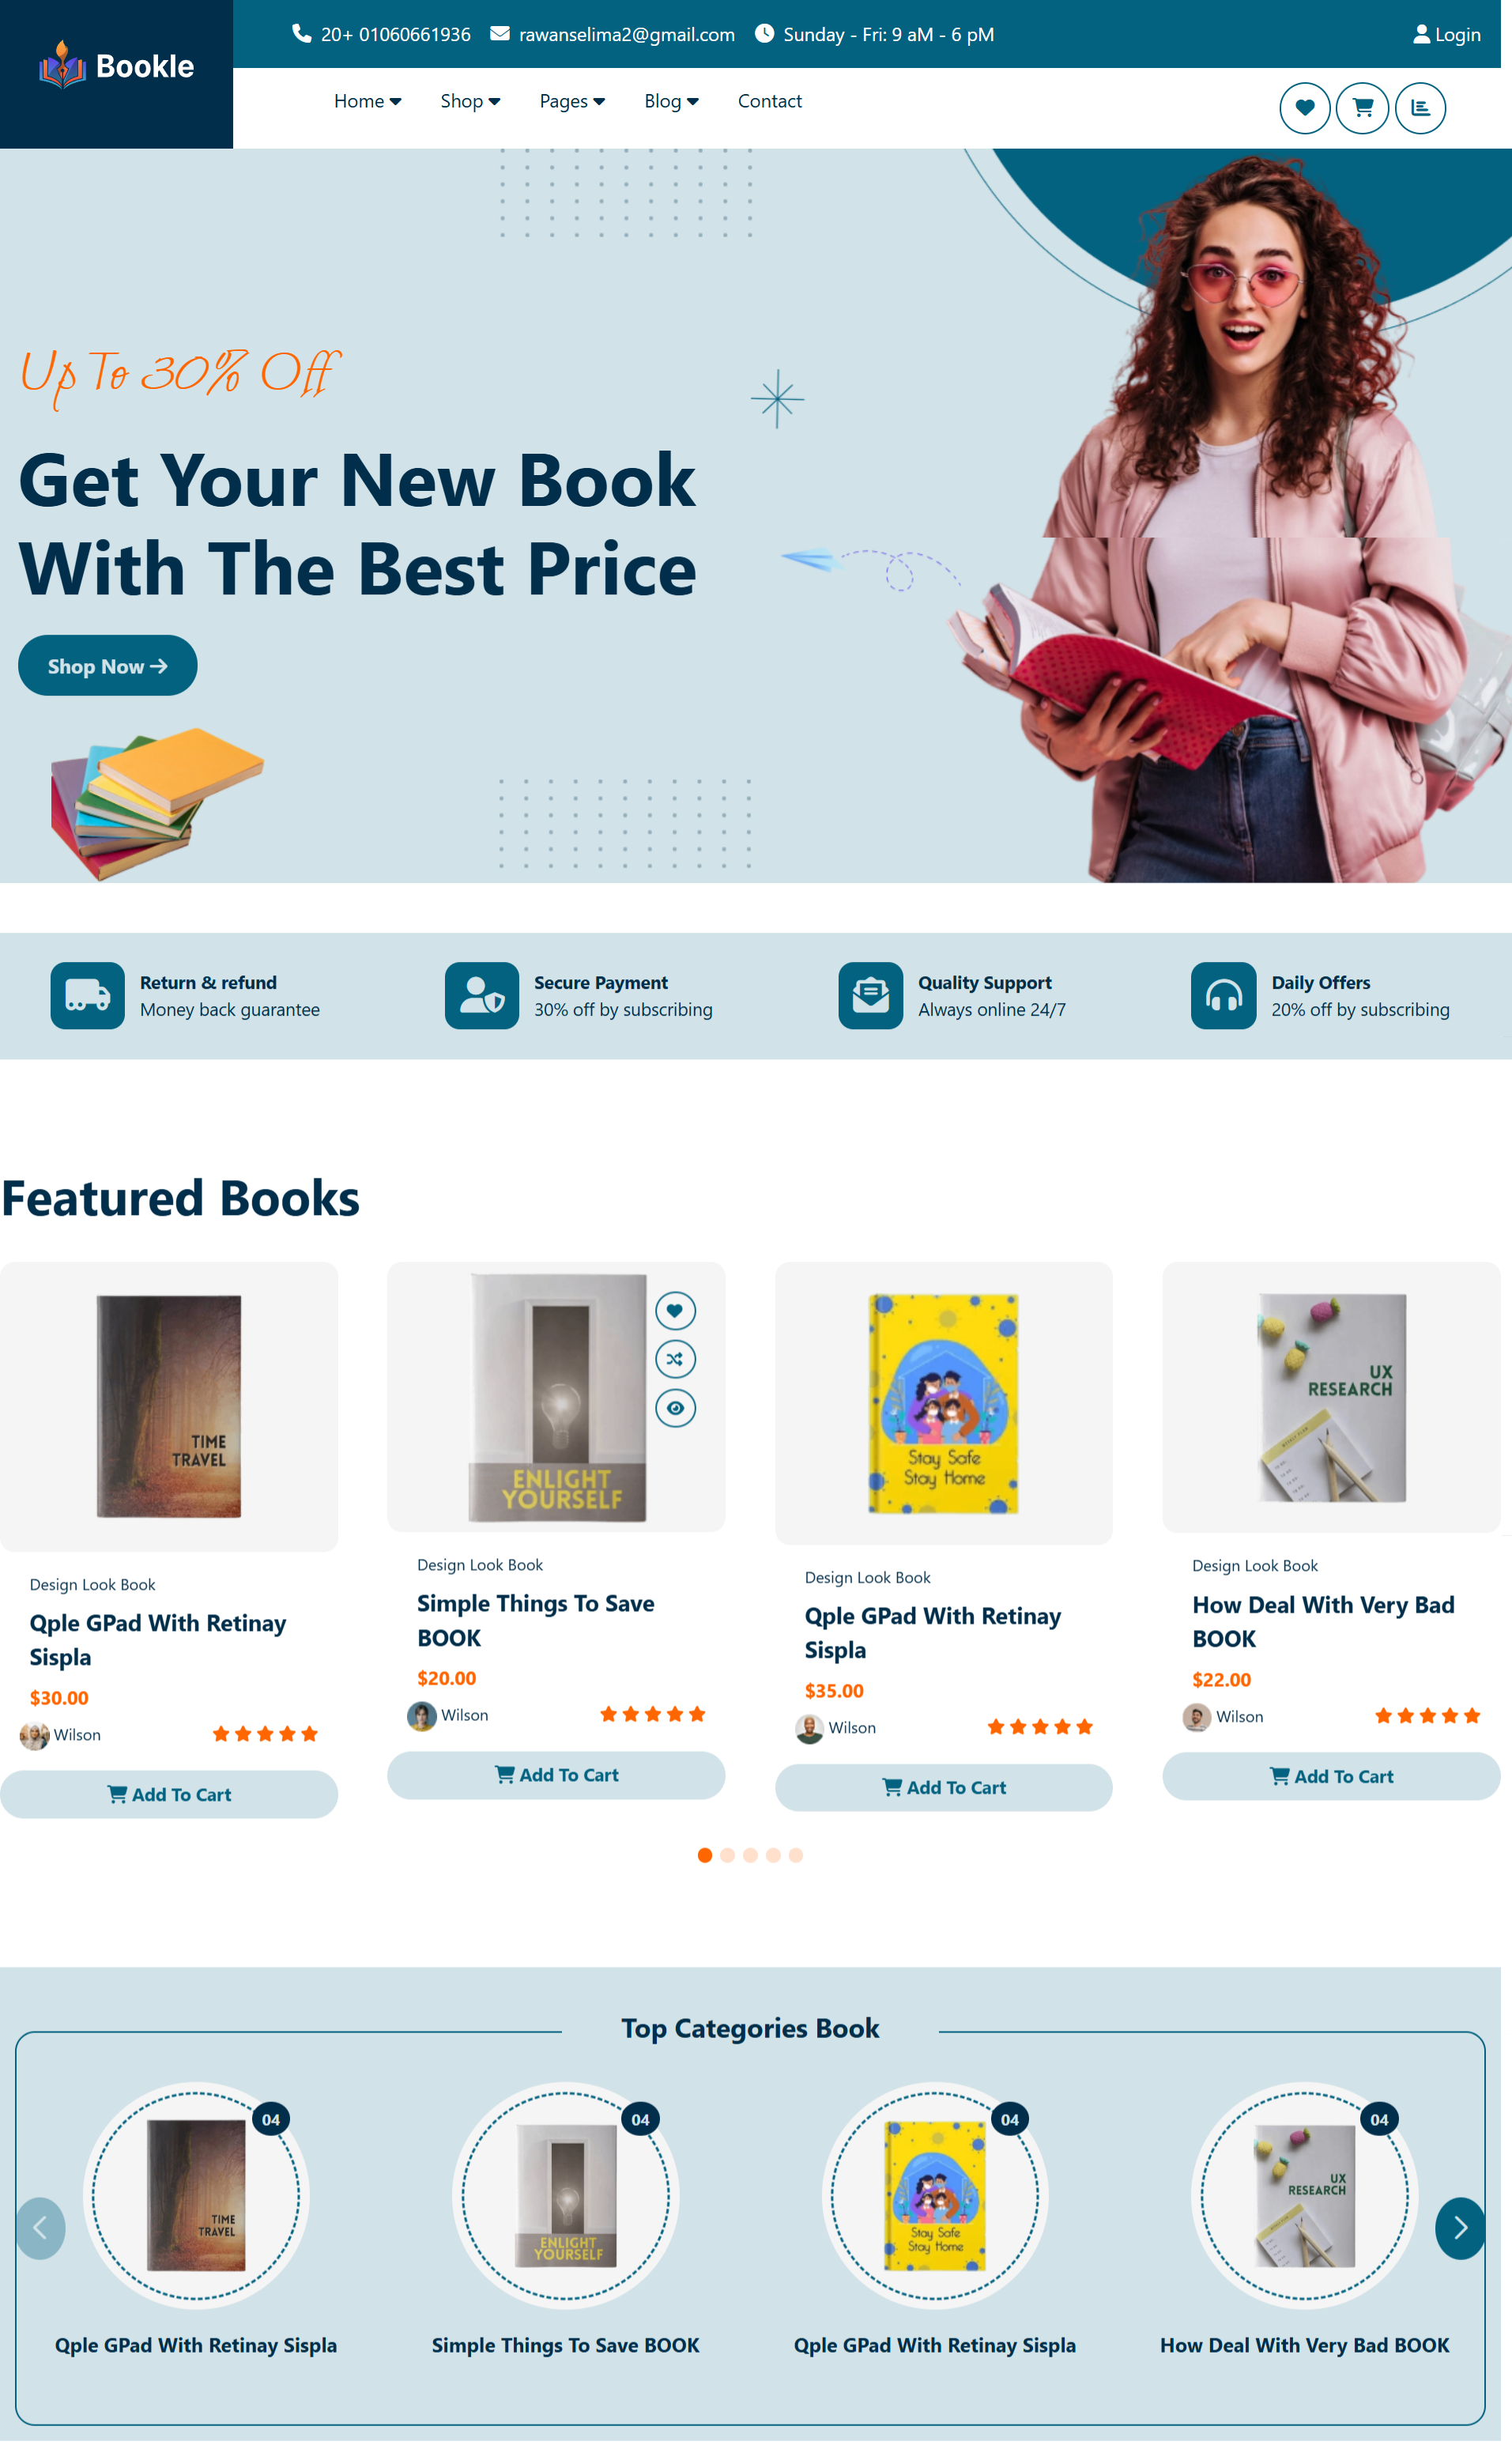 Bookle
20+ 01060661936
rawanselima2@gmail.com
Sunday - Fri: 9 aM - 6 pM
Login
Home
Shop
Pages
Blog
Contact
Up To 30% Off
Get Your New Book
With The Best Price
Shop Now
Return & refund
Money back guarantee
Secure Payment
30% off by subscribing
Quality Support
Always online 24/7
Daily Offers
20% off by subscribing
Featured Books
TIME
TRAVEL
Design Look Book
Qple GPad With Retinay
Sispla
$30.00
Wilson
Add To Cart
ENLIGHT
YOURSELF
Design Look Book
Simple Things To Save
BOOK
$20.00
Wilson
Add To Cart
Stay Safe
Stay Home
Design Look Book
Qple GPad With Retinay
Sispla
$35.00
Wilson
Add To Cart
UX
RESEARCH
Design Look Book
How Deal With Very Bad
BOOK
$22.00
Wilson
Add To Cart
Top Categories Book
04
TIME
TRAVEL
Qple GPad With Retinay Sispla
04
ENLIGHT
YOURSELF
Simple Things To Save BOOK
04
Stay Safe
Stay Home
Qple GPad With Retinay Sispla
04
UX
RESEARCH
How Deal With Very Bad BOOK